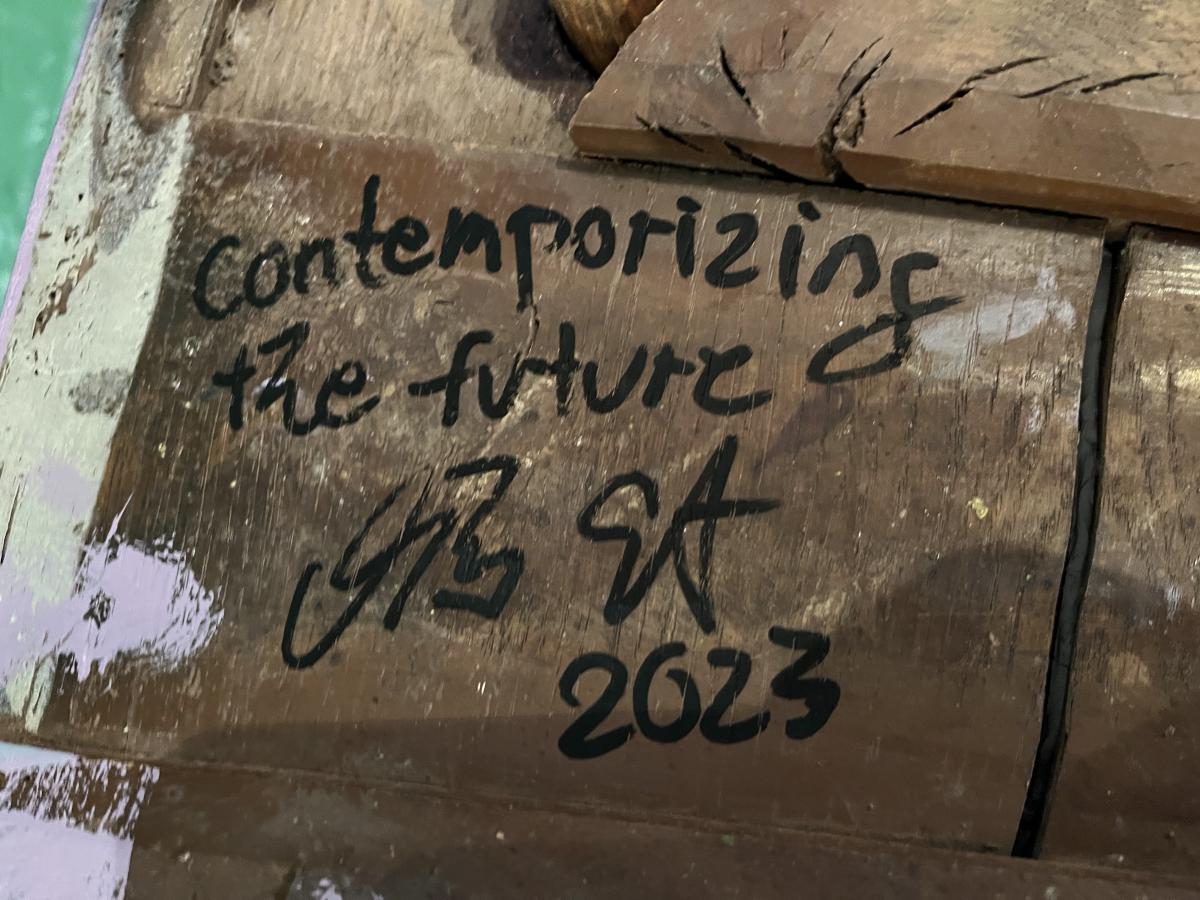 contemporizing
the future
2023